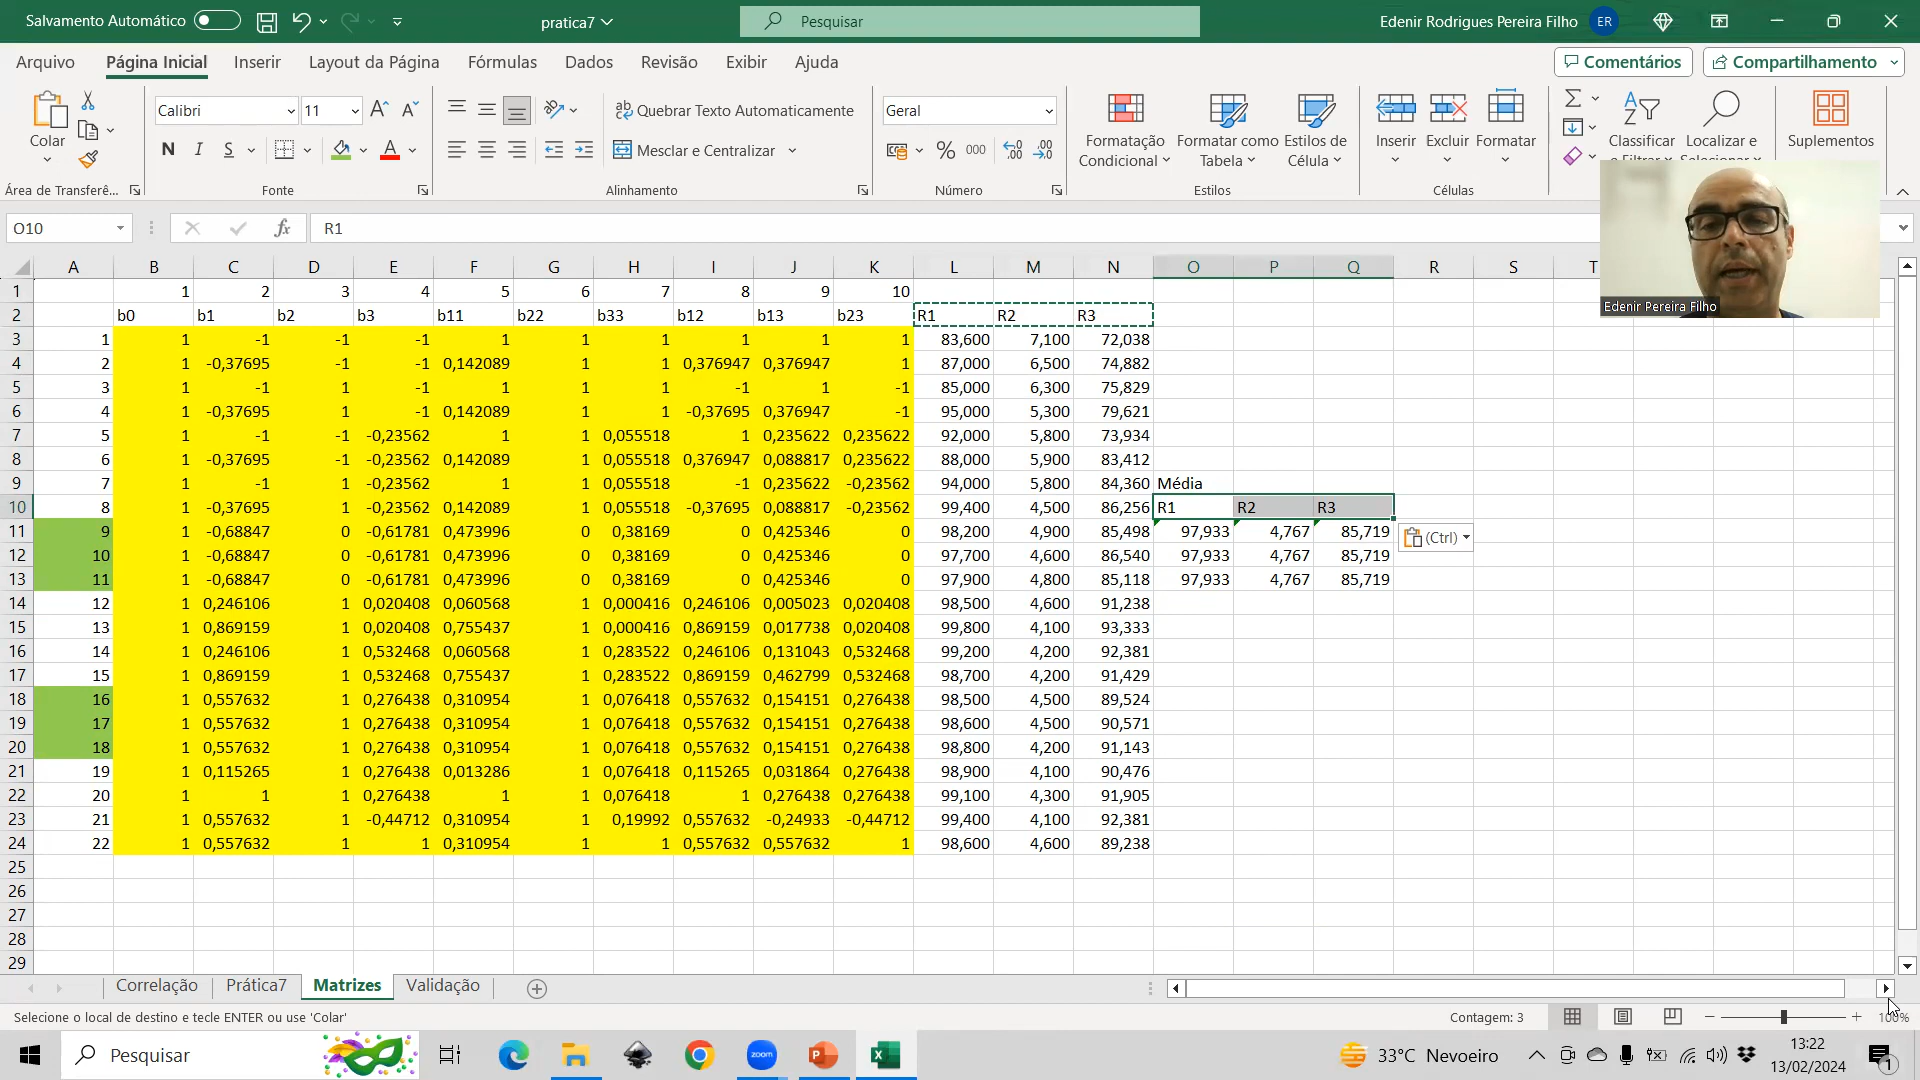 Salvamento Automático
pratica7
Pesquisar
Edenir Rodrigues Pereira Filho
ER
Arquivo Página Inicial Inserir Layout da Página Fórmulas Dados Revisão Exibir Ajuda
Comentários Compartilhamento
Colar
Calibri 11
Quebrar Texto Automaticamente
Mesclar e Centralizar
Geral
N I S
% 000
Formatação Condicional
Formatar como Tabela
Estilos de Célula
Inserir Excluir Formatar
Classificar
Localizar e
Suplementos
Área de Transferê... Fonte Alinhamento Número Estilos Células
O10 fx R1
Edenir Pereira Filho
A B C D E F G H I J K L M N O P Q R S T
1 1 2 3 4 5 6 7 8 9 10
2 b0 b1 b2 b3 b11 b22 b33 b12 b13 b23 R1 R2 R3
3 1 1 -1 -1 -1 1 1 1 1 1 1 83,600 7,100 72,038
4 2 1 -0,37695 -1 -1 0,142089 1 1 0,376947 0,376947 1 87,000 6,500 74,882
5 3 1 -1 1 -1 1 1 1 -1 1 -1 85,000 6,300 75,829
6 4 1 -0,37695 1 -1 0,142089 1 1 -0,37695 0,376947 -1 95,000 5,300 79,621
7 5 1 -1 -1 -0,23562 1 1 0,055518 1 0,235622 0,235622 92,000 5,800 73,934
8 6 1 -0,37695 -1 -0,23562 0,142089 1 0,055518 0,376947 0,088817 0,235622 88,000 5,900 83,412
9 7 1 -1 1 -0,23562 1 1 0,055518 -1 0,235622 -0,23562 94,000 5,800 84,360 Média
10 8 1 -0,37695 1 -0,23562 0,142089 1 0,055518 -0,37695 0,088817 -0,23562 99,400 4,500 86,256 R1 R2 R3
11 9 1 -0,68847 0 -0,61781 0,473996 0 0,38169 0 0,425346 0 98,200 4,900 85,498 97,933 4,767 85,719
12 10 1 -0,68847 0 -0,61781 0,473996 0 0,38169 0 0,425346 0 97,700 4,600 86,540 97,933 4,767 85,719
13 11 1 -0,68847 0 -0,61781 0,473996 0 0,38169 0 0,425346 0 97,900 4,800 85,118 97,933 4,767 85,719
14 12 1 0,246106 1 0,020408 0,060568 1 0,000416 0,246106 0,005023 0,020408 98,500 4,600 91,238
15 13 1 0,869159 1 0,020408 0,755437 1 0,000416 0,869159 0,017738 0,020408 99,800 4,100 93,333
16 14 1 0,246106 1 0,532468 0,060568 1 0,283522 0,246106 0,131043 0,532468 99,200 4,200 92,381
17 15 1 0,869159 1 0,532468 0,755437 1 0,283522 0,869159 0,462799 0,532468 98,700 4,200 91,429
18 16 1 0,557632 1 0,276438 0,310954 1 0,076418 0,557632 0,154151 0,276438 98,500 4,500 89,524
19 17 1 0,557632 1 0,276438 0,310954 1 0,076418 0,557632 0,154151 0,276438 98,600 4,500 90,571
20 18 1 0,557632 1 0,276438 0,310954 1 0,076418 0,557632 0,154151 0,276438 98,800 4,200 91,143
21 19 1 0,115265 1 0,276438 0,013286 1 0,076418 0,115265 0,031864 0,276438 98,900 4,100 90,476
22 20 1 1 1 0,276438 1 1 0,076418 1 0,276438 0,276438 99,100 4,300 91,905
23 21 1 0,557632 1 -0,44712 0,310954 1 0,19992 0,557632 -0,24933 -0,44712 99,400 4,100 92,381
24 22 1 0,557632 1 1 0,310954 1 1 0,557632 0,557632 1 98,600 4,600 89,238
25
26
27
28
29
(Ctrl)
Correlação Prática7 Matrizes Validação
Selecione o local de destino e tecle ENTER ou use 'Colar'
Contagem: 3
100%
Pesquisar
zoom
33°C Nevoeiro
13:22
13/02/2024
1